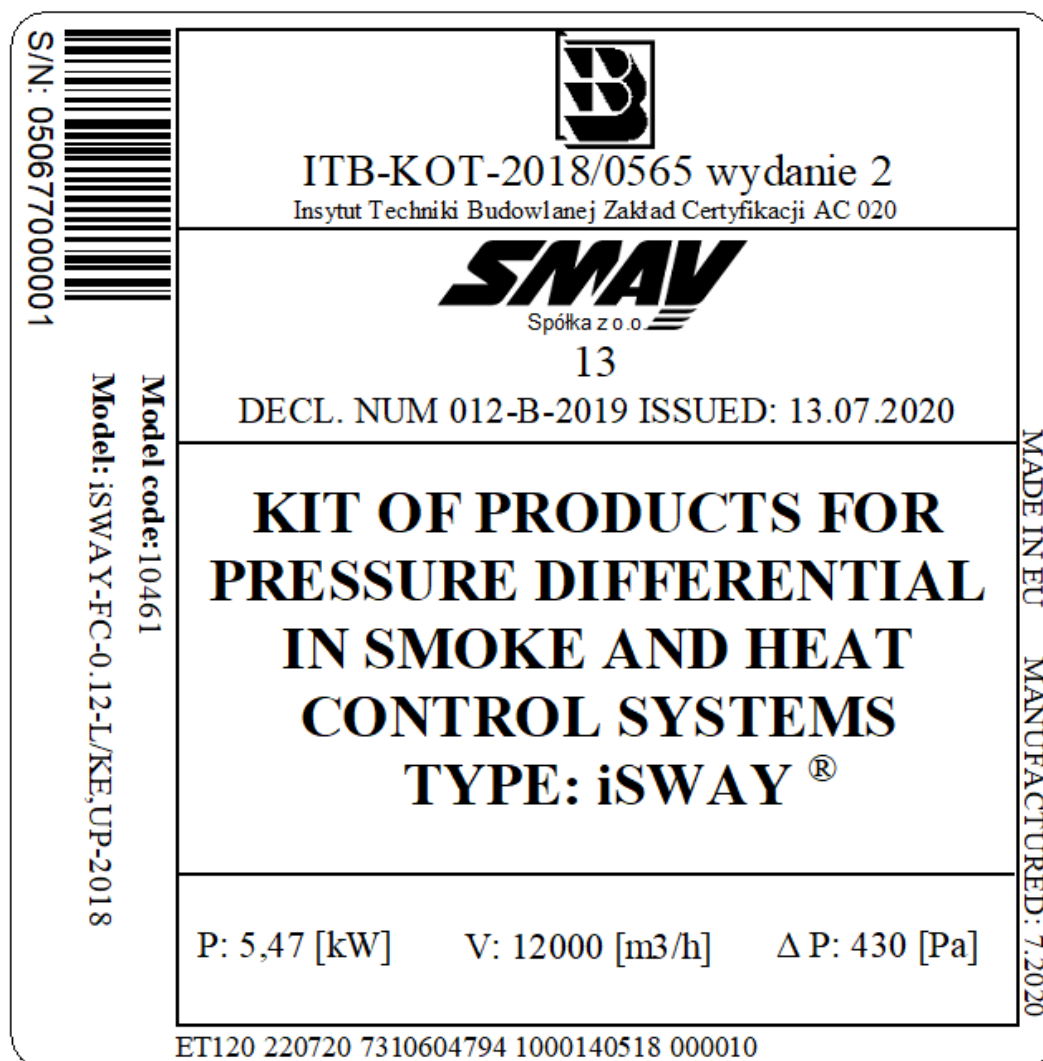 S/N: 050677000001
Model code:10461
Model: iSWAY-FC-0.12-L/KE,UP-2018
ITB-KOT-2018/0565 wydanie 2
Insytut Techniki Budowlanej Zakład Certyfikacji AC 020
SMAY
Spółka z o.o.
13
DECL. NUM 012-B-2019 ISSUED: 13.07.2020
KIT OF PRODUCTS FOR
PRESSURE DIFFERENTIAL
IN SMOKE AND HEAT
CONTROL SYSTEMS
TYPE: iSWAY ®
P: 5,47 [kW] V: 12000 [m3/h] Δ P: 430 [Pa]
MADE IN EU MANUFACTURED: 7.2020
ET120 220720 7310604794 1000140518 000010